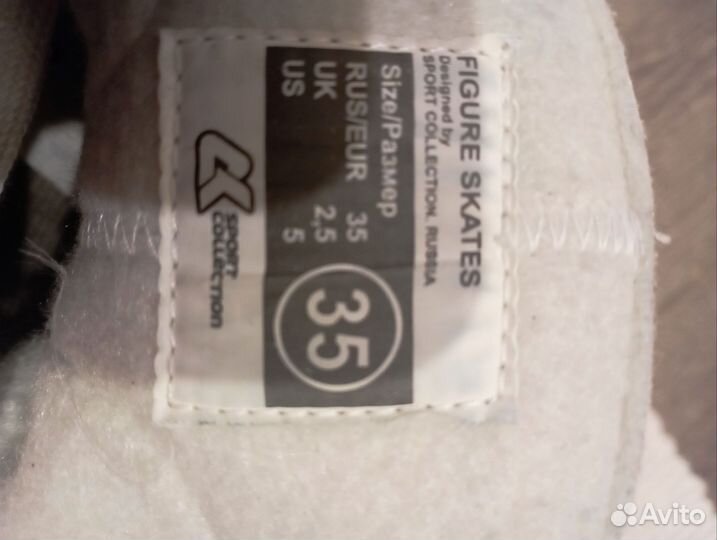 FIGURE SKATES
Designed by
SPORT COLLECTION, RUSSIA
Size/Размер
RUS/EUR 35
UK 2,5
US 5
35
SPORT
COLLECTION
Avito